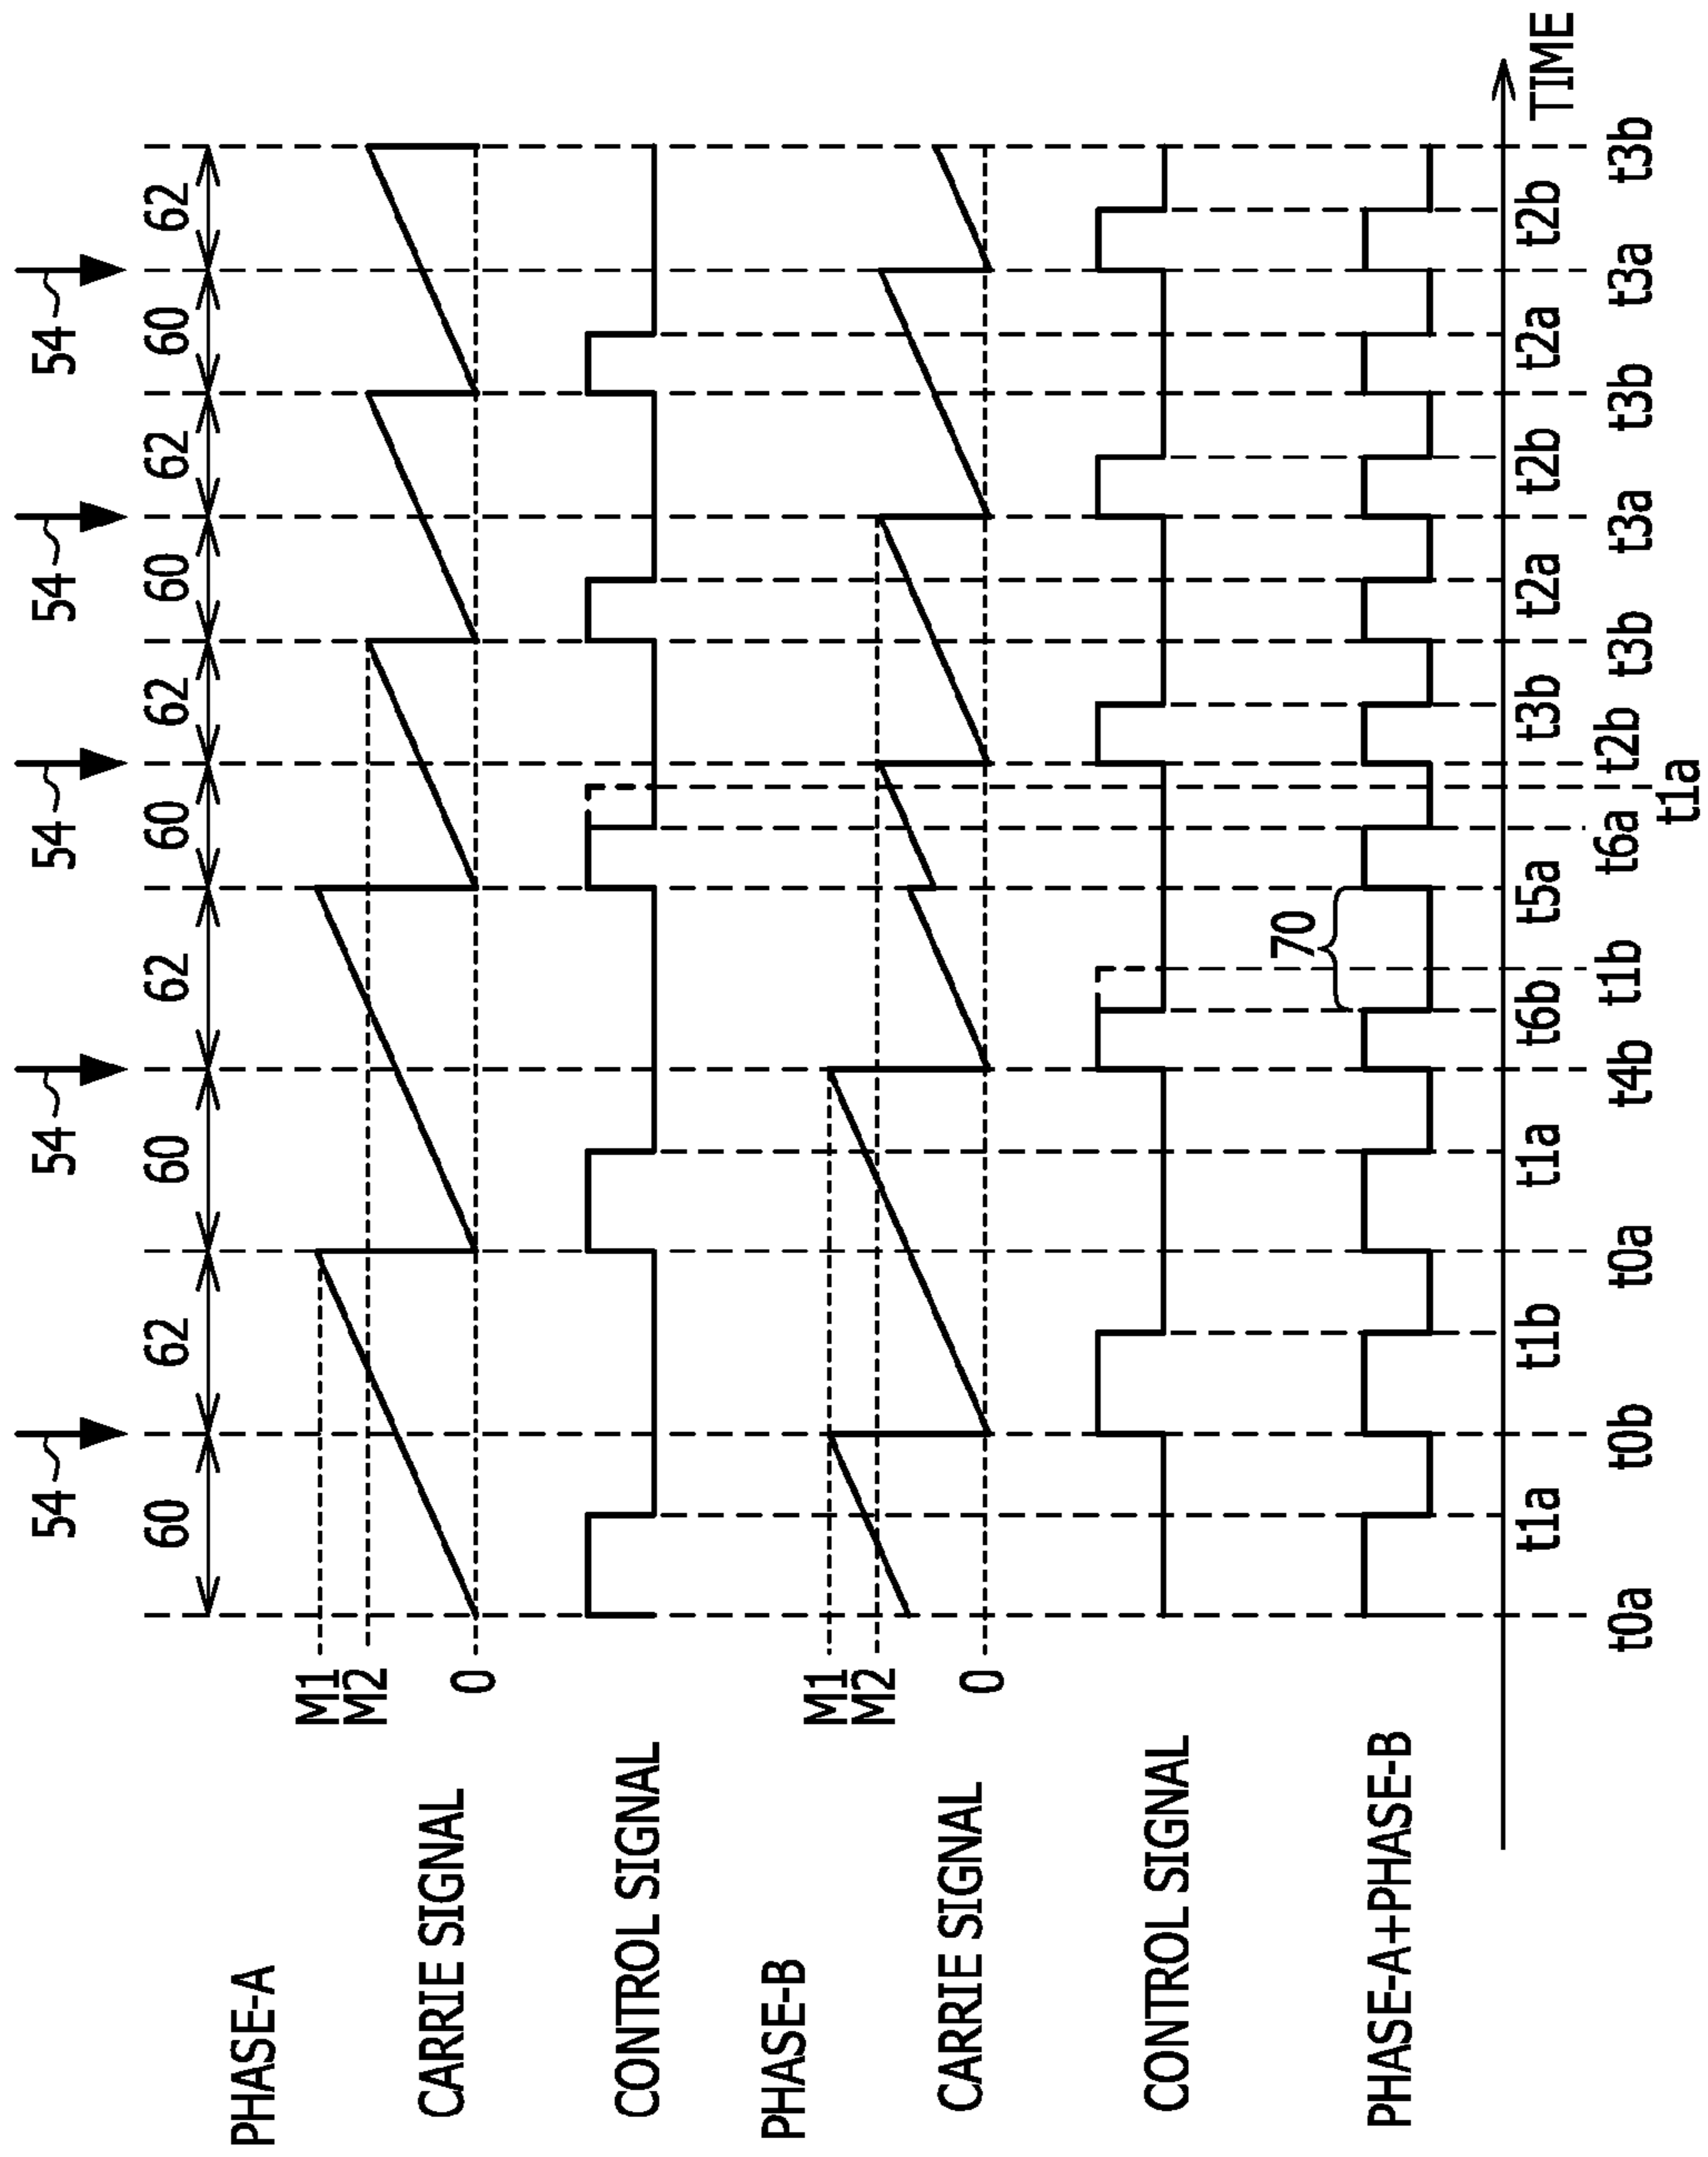 54 54 54 54 54
60 62 60 62 60 62 60 62 60 62
PHASE-A
M1
M2
CARRIE SIGNAL 0
CONTROL SIGNAL
PHASE-B
M1
M2
CARRIE SIGNAL 0
CONTROL SIGNAL
70
PHASE-A+PHASE-B
TIME
t1a t1b t1a t6b t5a t3b t2a t2b t2a t2b
t0a t0b t0a t4b t1b t6a t2b t3b t3a t3b t3a t3b
t1a